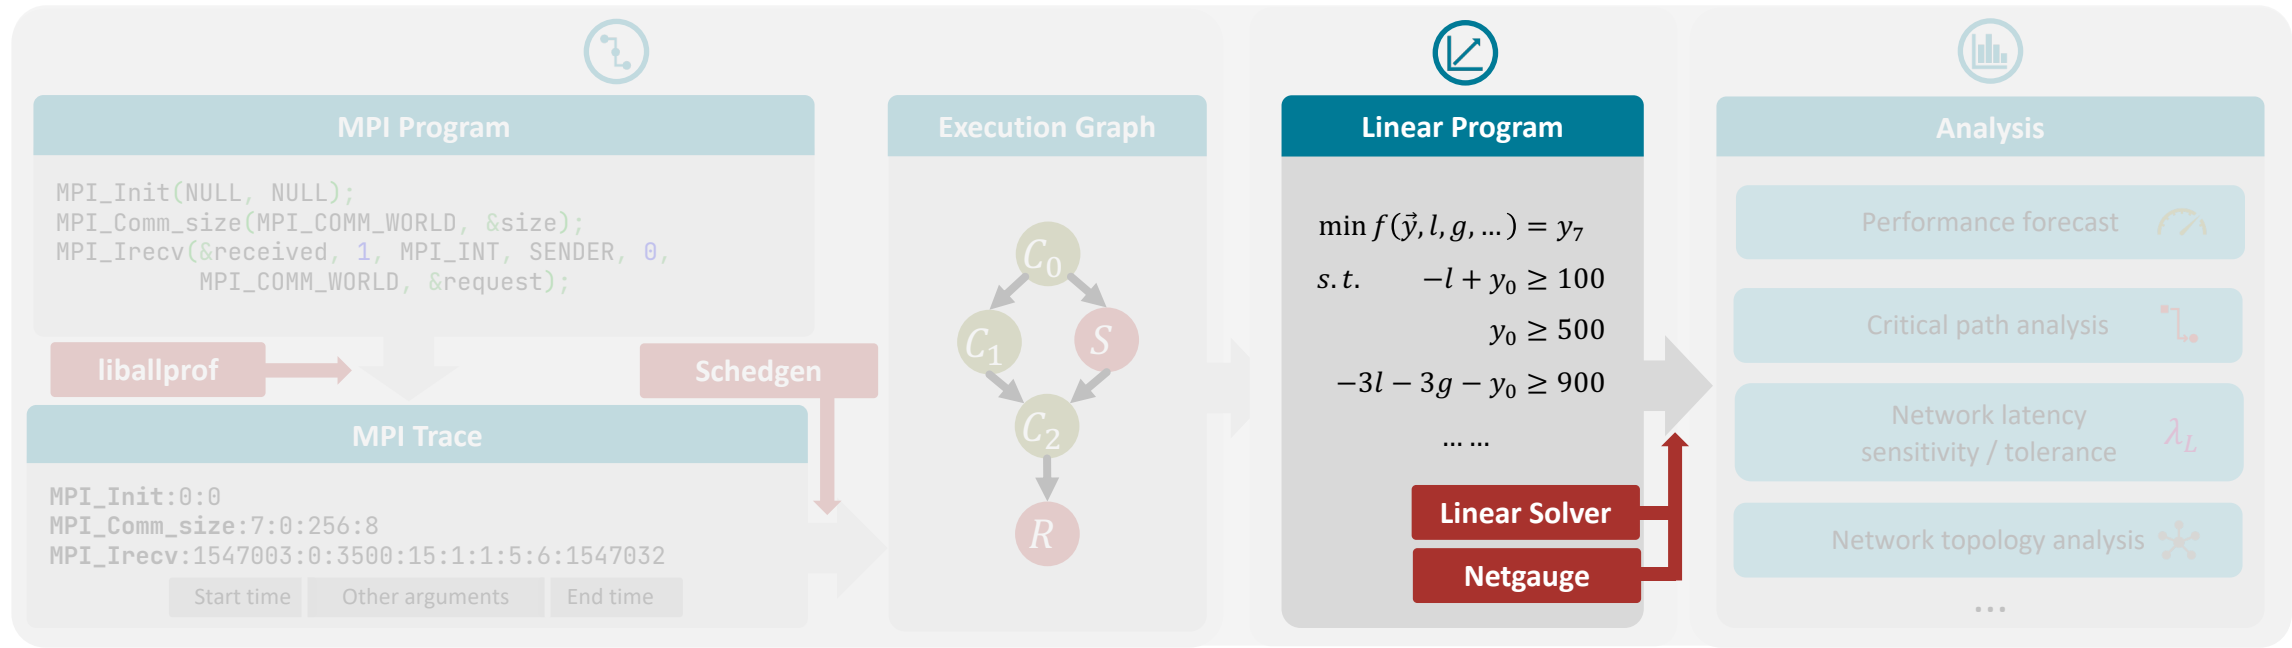 MPI Program
MPI_Init(NULL, NULL);
MPI_Comm_size(MPI_COMM_WORLD, &size);
MPI_Irecv(&received, 1, MPI_INT, SENDER, 0,
MPI_COMM_WORLD, &request);
liballprof
Schedgen
MPI Trace
MPI_Init:0:0
MPI_Comm_size:7:0:256:8
MPI_Irecv:1547003:0:3500:15:1:1:5:6:1547032
Start time Other arguments End time
Execution Graph
C₀
C₁ S
C₂
R
Linear Program
min f(y⃗, l, g, …) = y₇
s.t. −l + y₀ ≥ 100
y₀ ≥ 500
−3l − 3g − y₀ ≥ 900
… …
Linear Solver
Netgauge
Analysis
Performance forecast
Critical path analysis
Network latency
sensitivity / tolerance λ_L
Network topology analysis
…